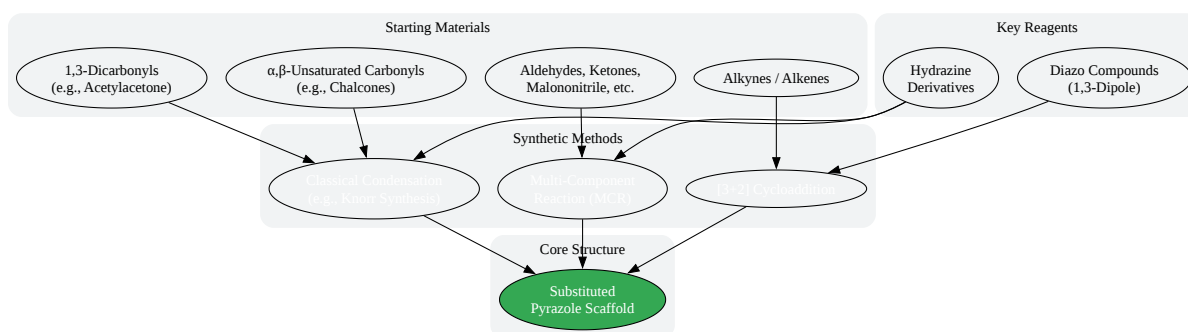 Starting Materials
Key Reagents
1,3-Dicarbonyls
(e.g., Acetylacetone)
α,β-Unsaturated Carbonyls
(e.g., Chalcones)
Aldehydes, Ketones,
Malononitrile, etc.
Alkynes / Alkenes
Hydrazine
Derivatives
Diazo Compounds
(1,3-Dipole)
Synthetic Methods
Classical Condensation
(e.g., Knorr Synthesis)
Multi-Component
Reaction (MCR)
[3+2] Cycloaddition
Core Structure
Substituted
Pyrazole Scaffold